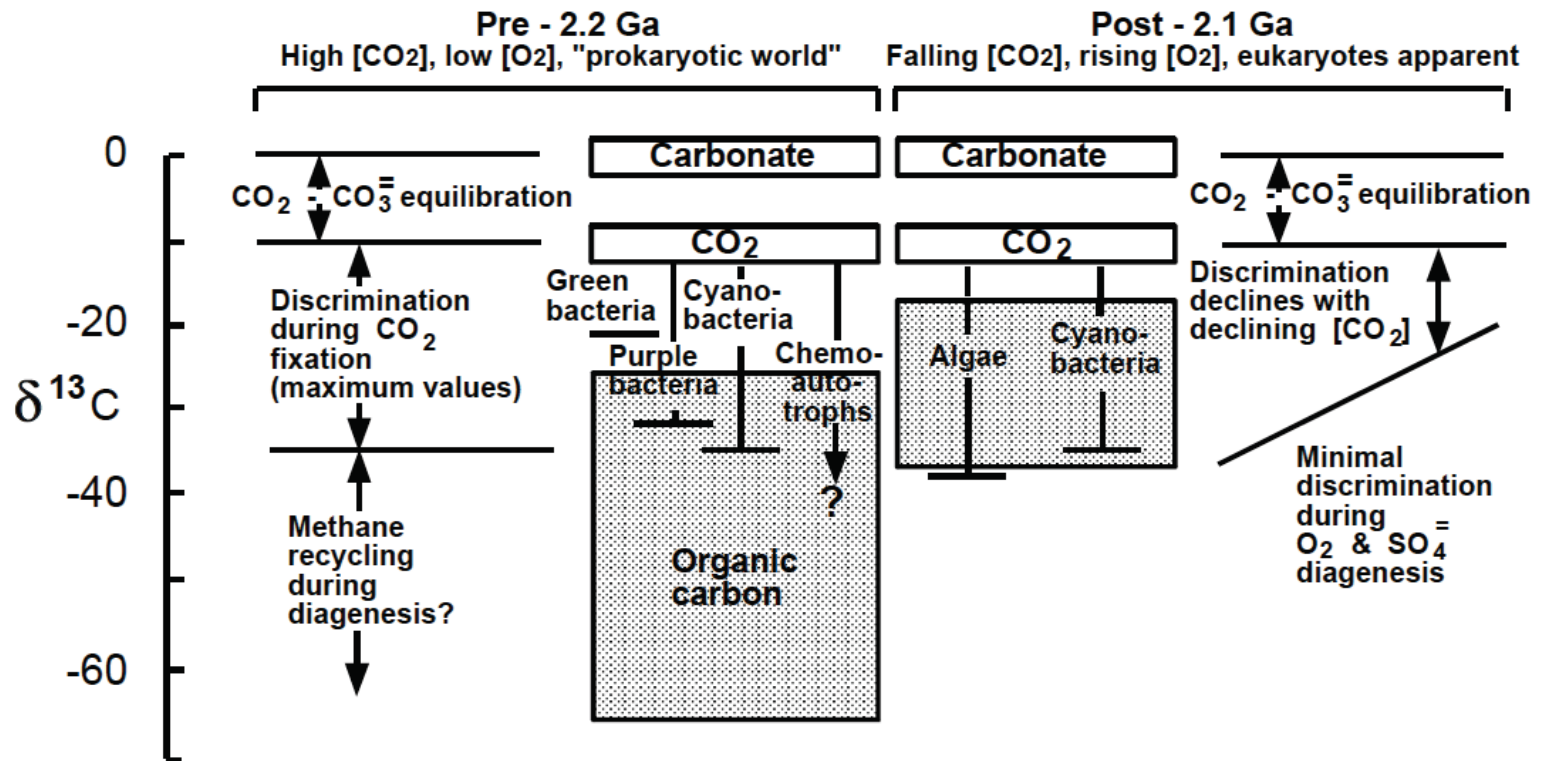 Pre - 2.2 Ga
High [CO2], low [O2], "prokaryotic world"
Post - 2.1 Ga
Falling [CO2], rising [O2], eukaryotes apparent
δ 13C
0
-20
-30
-40
-60
CO2 - CO3= equilibration
Discrimination
during CO2
fixation
(maximum values)
Methane
recycling
during
diagenesis?
Carbonate
CO2
Green
bacteria
Cyano-
bacteria
Purple
bacteria
Chemo-
auto-
trophs
?
Organic
carbon
Carbonate
CO2
Algae
Cyano-
bacteria
CO2 - CO3= equilibration
Discrimination
declines with
declining [CO2]
Minimal
discrimination
during
O2 & SO4=
diagenesis